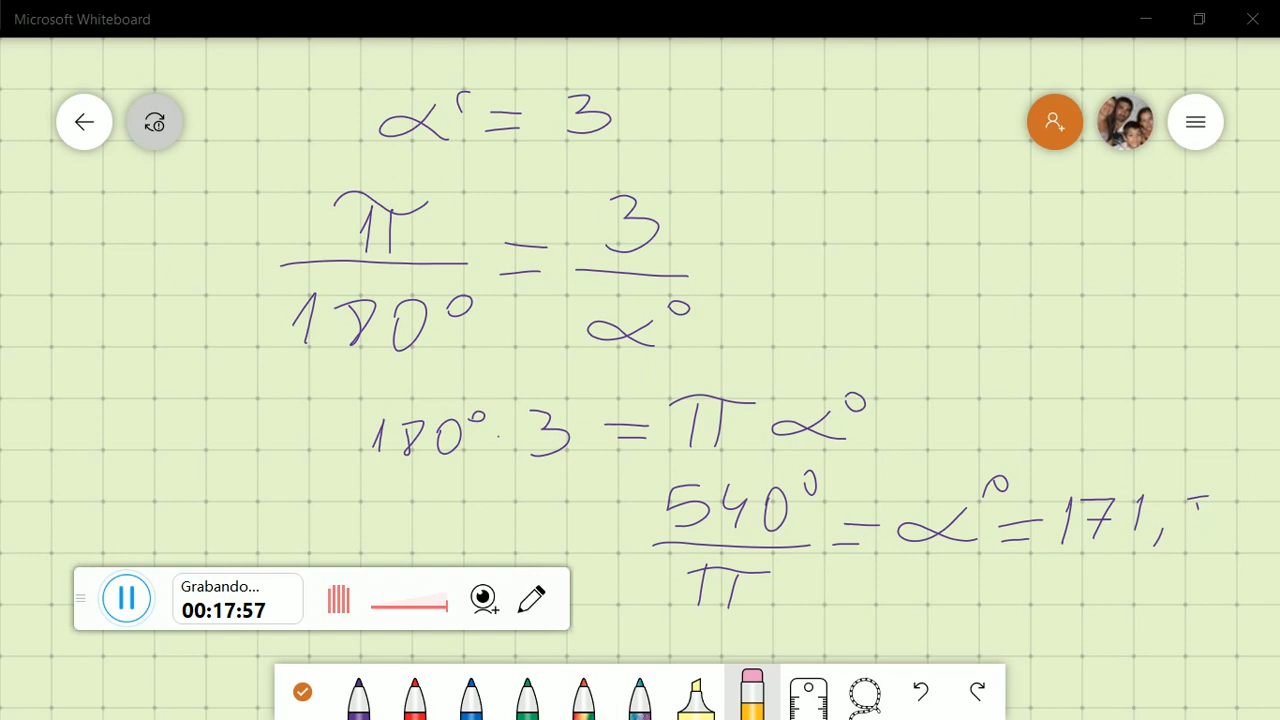 Microsoft Whiteboard
α^r = 3
π/180° = 3/α°
180° · 3 = π α°
540°/π = α° = 171,
Grabando...
00:17:57